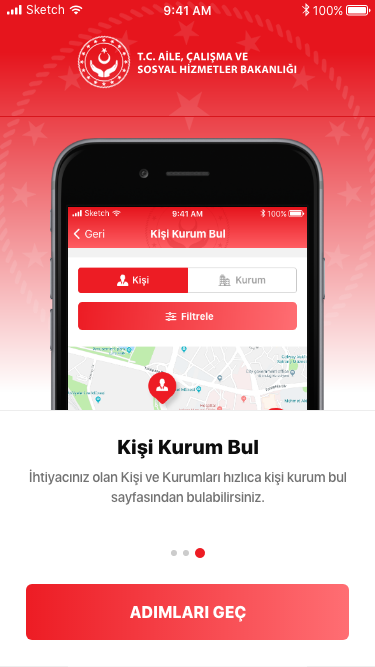 Sketch 9:41 AM 100%
T.C. AİLE, ÇALIŞMA VE
SOSYAL HİZMETLER BAKANLIĞI
Sketch 9:41 AM 100%
Geri Kişi Kurum Bul
Kişi Kurum
Filtrele
Kişi Kurum Bul
İhtiyacınız olan Kişi ve Kurumları hızlıca kişi kurum bul
sayfasından bulabilirsiniz.
ADIMLARI GEÇ